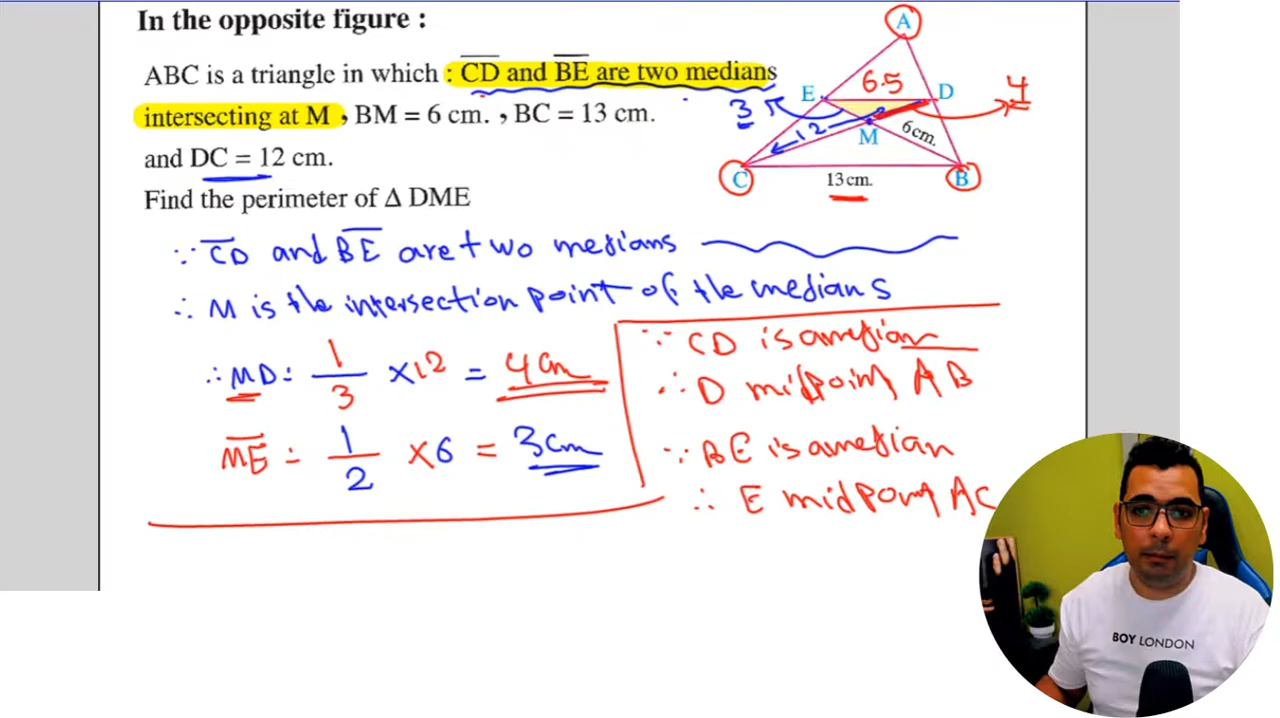 In the opposite figure :
ABC is a triangle in which : CD and BE are two medians
intersecting at M , BM = 6 cm. , BC = 13 cm.
and DC = 12 cm.
Find the perimeter of Δ DME
A
6.5
E
D
4
3
12
M
6 cm.
C
13 cm.
B
∵ CD and BE are two medians
∴ M is the intersection point of the medians
∴ MD = 1/3 × 12 = 4 cm
ME = 1/2 × 6 = 3 cm
∵ CD is a median
∴ D midpoint AB
∵ BE is a median
∴ E midpoint AC
BOY LONDON